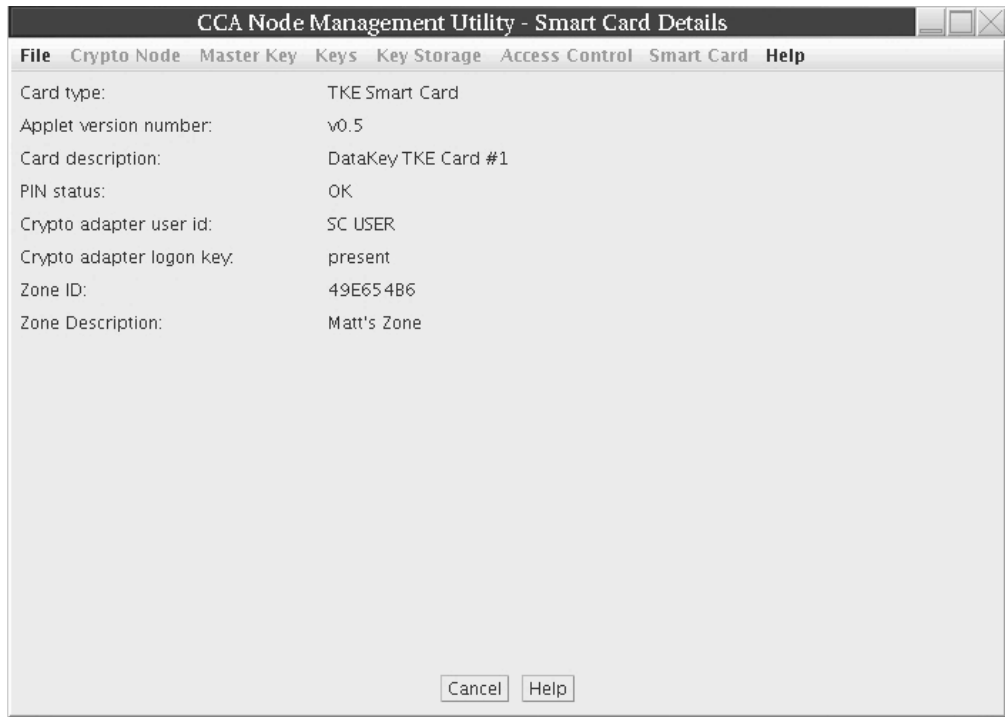 CCA Node Management Utility - Smart Card Details
File Crypto Node Master Key Keys Key Storage Access Control Smart Card Help
Card type: TKE Smart Card
Applet version number: v0.5
Card description: DataKey TKE Card #1
PIN status: OK
Crypto adapter user id: SC USER
Crypto adapter logon key: present
Zone ID: 49E654B6
Zone Description: Matt's Zone
Cancel Help